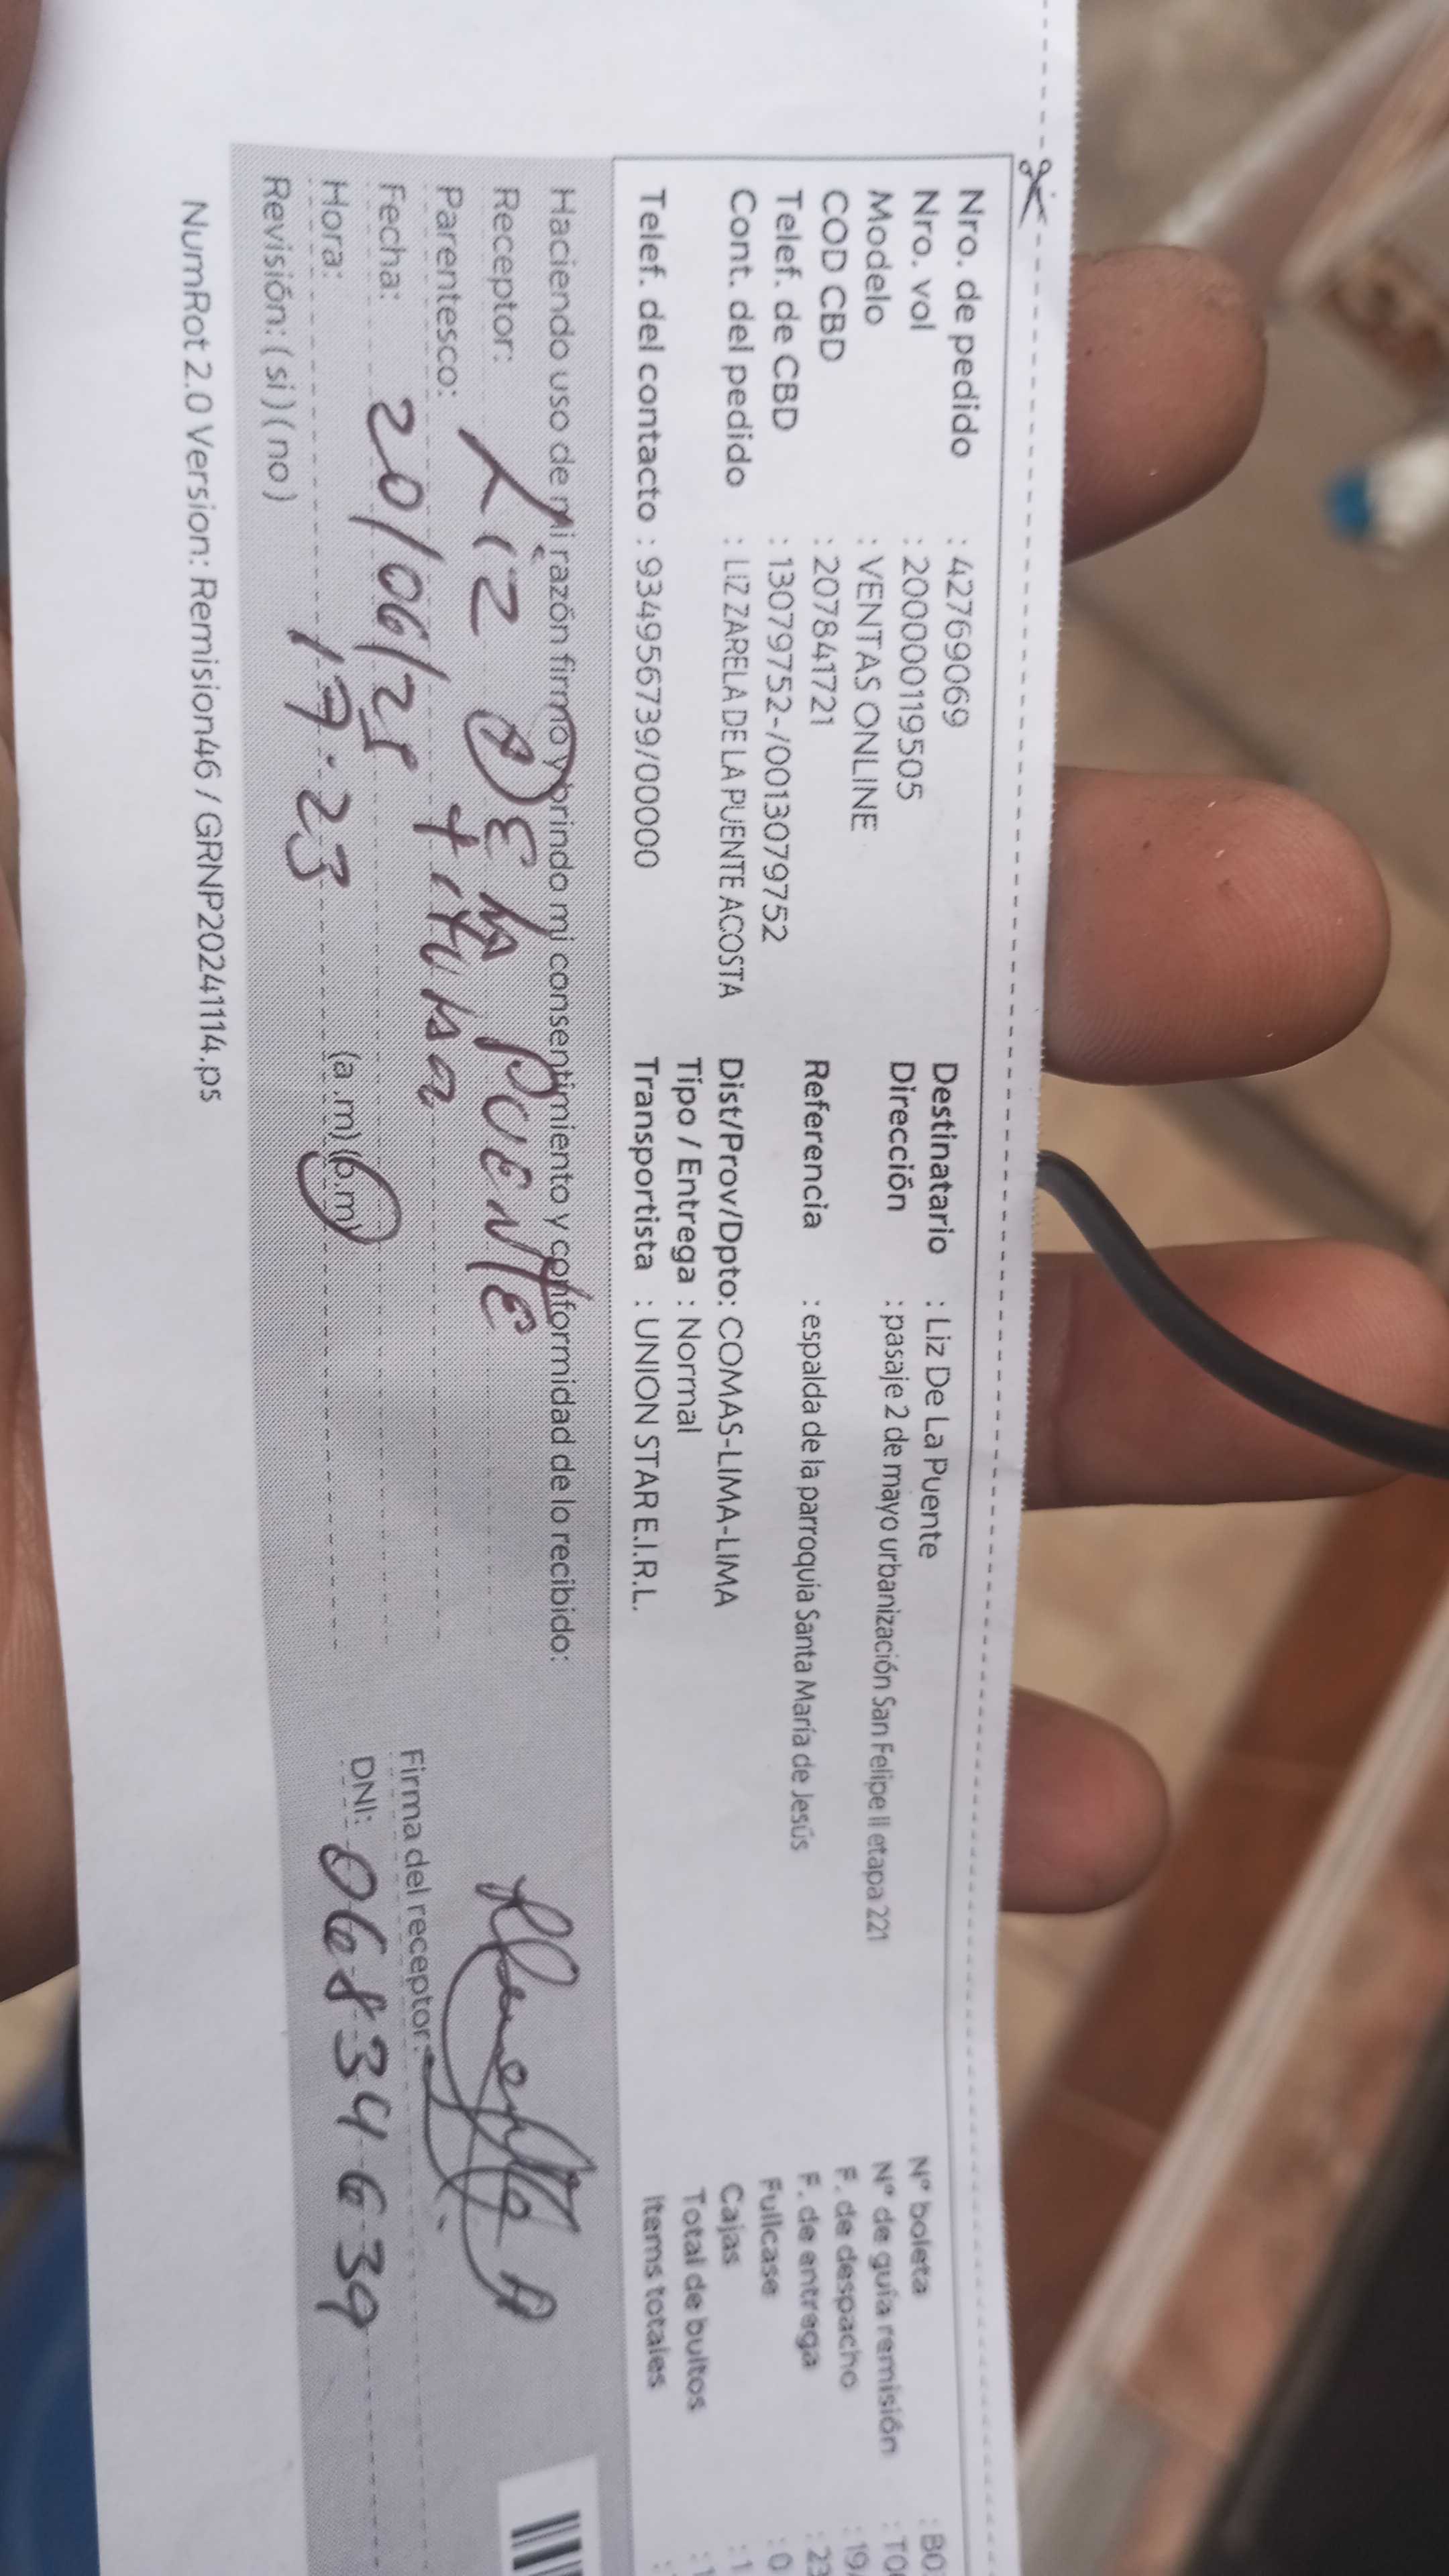 Nro. de pedido : 42769069
Nro. vol : 2000000119505
Modelo : VENTAS ONLINE
COD CBD : 207841721
Telef. de CBD : 13079752-/0013079752
Cont. del pedido : LIZ ZARELA DE LA PUENTE ACOSTA
Telef. del contacto : 934956739/00000
Destinatario : Liz De La Puente
Dirección : pasaje 2 de mayo urbanización San Felipe II etapa 221
Referencia : espalda de la parroquia Santa María de Jesús
Dist/Prov/Dpto: COMAS-LIMA-LIMA
Tipo / Entrega : Normal
Transportista : UNION STAR E.I.R.L.
Nº boleta
Nº de guía remisión
F. de despacho
F. de entrega
Fullcase : 0
Cajas : 1
Total de bultos
Items totales
Haciendo uso de mi razón firmo y brindo mi consentimiento y conformidad de lo recibido:
Receptor: Liz DE la PUENTE
Parentesco: titular
Fecha: 20/06/25
Hora: 17:23 (a.m) (p.m)
Revisión: ( si ) ( no )
Firma del receptor:
DNI: 06834639
NumRot 2.0 Version: Remision46 / GRNP20241114.ps